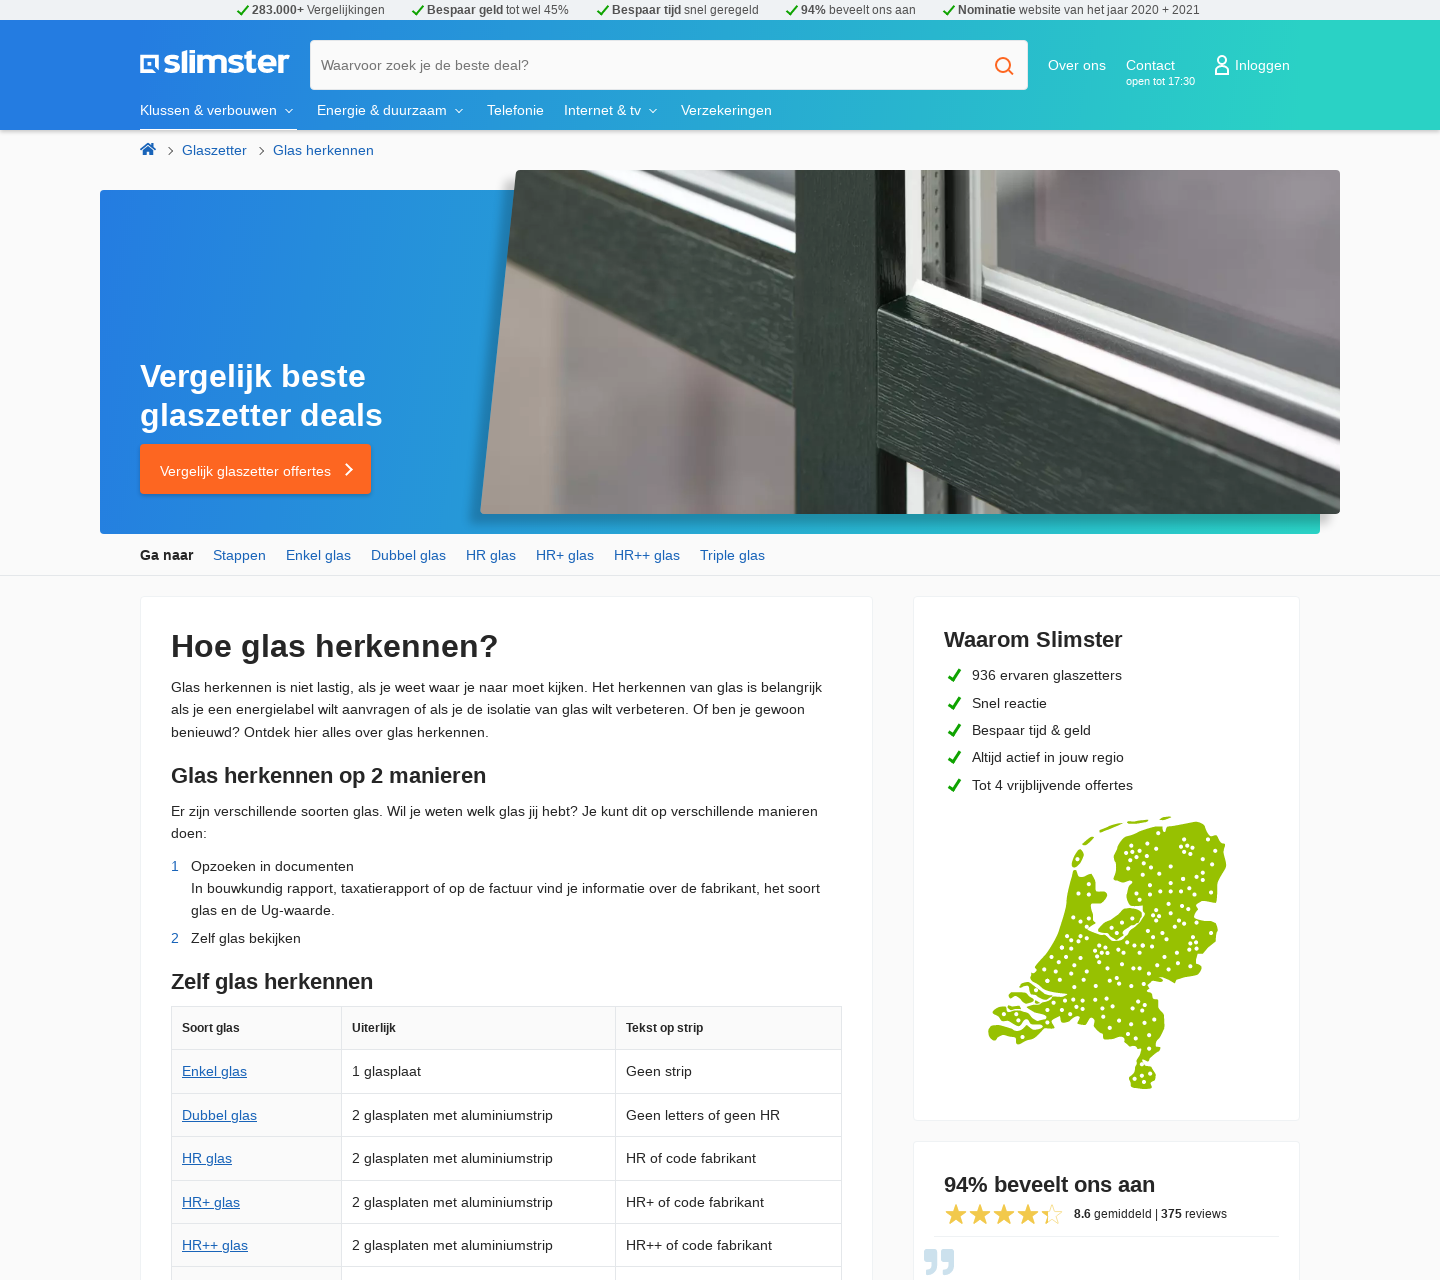 283.000+ Vergelijkingen
Bespaar geld tot wel 45%
Bespaar tijd snel geregeld
94% beveelt ons aan
Nominatie website van het jaar 2020 + 2021
slimster
Waarvoor zoek je de beste deal?
Over ons
Contact
open tot 17:30
Inloggen
Klussen & verbouwen
Energie & duurzaam
Telefonie
Internet & tv
Verzekeringen
Glaszetter
Glas herkennen
Vergelijk beste
glaszetter deals
Vergelijk glaszetter offertes
Ga naar
Stappen
Enkel glas
Dubbel glas
HR glas
HR+ glas
HR++ glas
Triple glas
Hoe glas herkennen?
Glas herkennen is niet lastig, als je weet waar je naar moet kijken. Het herkennen van glas is belangrijk
als je een energielabel wilt aanvragen of als je de isolatie van glas wilt verbeteren. Of ben je gewoon
benieuwd? Ontdek hier alles over glas herkennen.
Glas herkennen op 2 manieren
Er zijn verschillende soorten glas. Wil je weten welk glas jij hebt? Je kunt dit op verschillende manieren
doen:
1 Opzoeken in documenten
In bouwkundig rapport, taxatierapport of op de factuur vind je informatie over de fabrikant, het soort
glas en de Ug-waarde.
2 Zelf glas bekijken
Zelf glas herkennen
Soort glas Uiterlijk Tekst op strip
Enkel glas 1 glasplaat Geen strip
Dubbel glas 2 glasplaten met aluminiumstrip Geen letters of geen HR
HR glas 2 glasplaten met aluminiumstrip HR of code fabrikant
HR+ glas 2 glasplaten met aluminiumstrip HR+ of code fabrikant
HR++ glas 2 glasplaten met aluminiumstrip HR++ of code fabrikant
Waarom Slimster
936 ervaren glaszetters
Snel reactie
Bespaar tijd & geld
Altijd actief in jouw regio
Tot 4 vrijblijvende offertes
94% beveelt ons aan
8.6 gemiddeld | 375 reviews